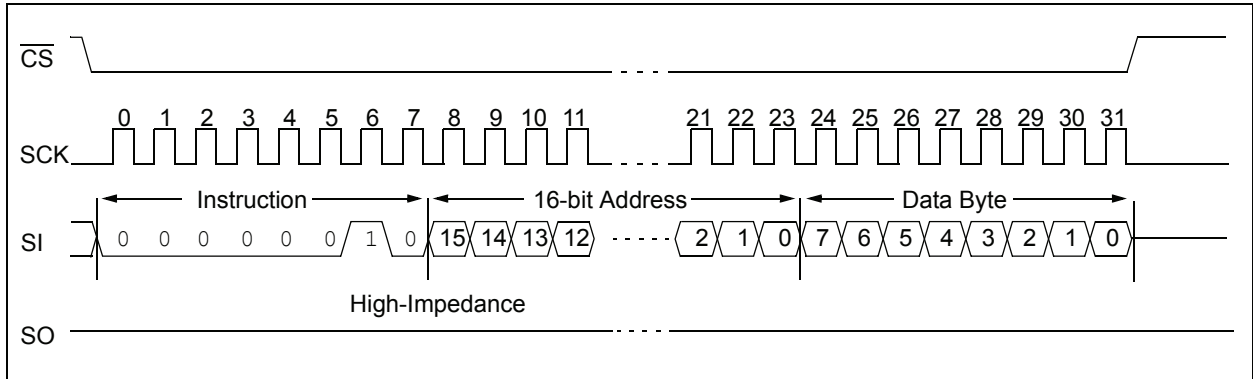 CS
0 1 2 3 4 5 6 7 8 9 10 11 21 22 23 24 25 26 27 28 29 30 31
SCK
Instruction 16-bit Address Data Byte
SI 0 0 0 0 0 0 1 0 15 14 13 12 2 1 0 7 6 5 4 3 2 1 0
High-Impedance
SO